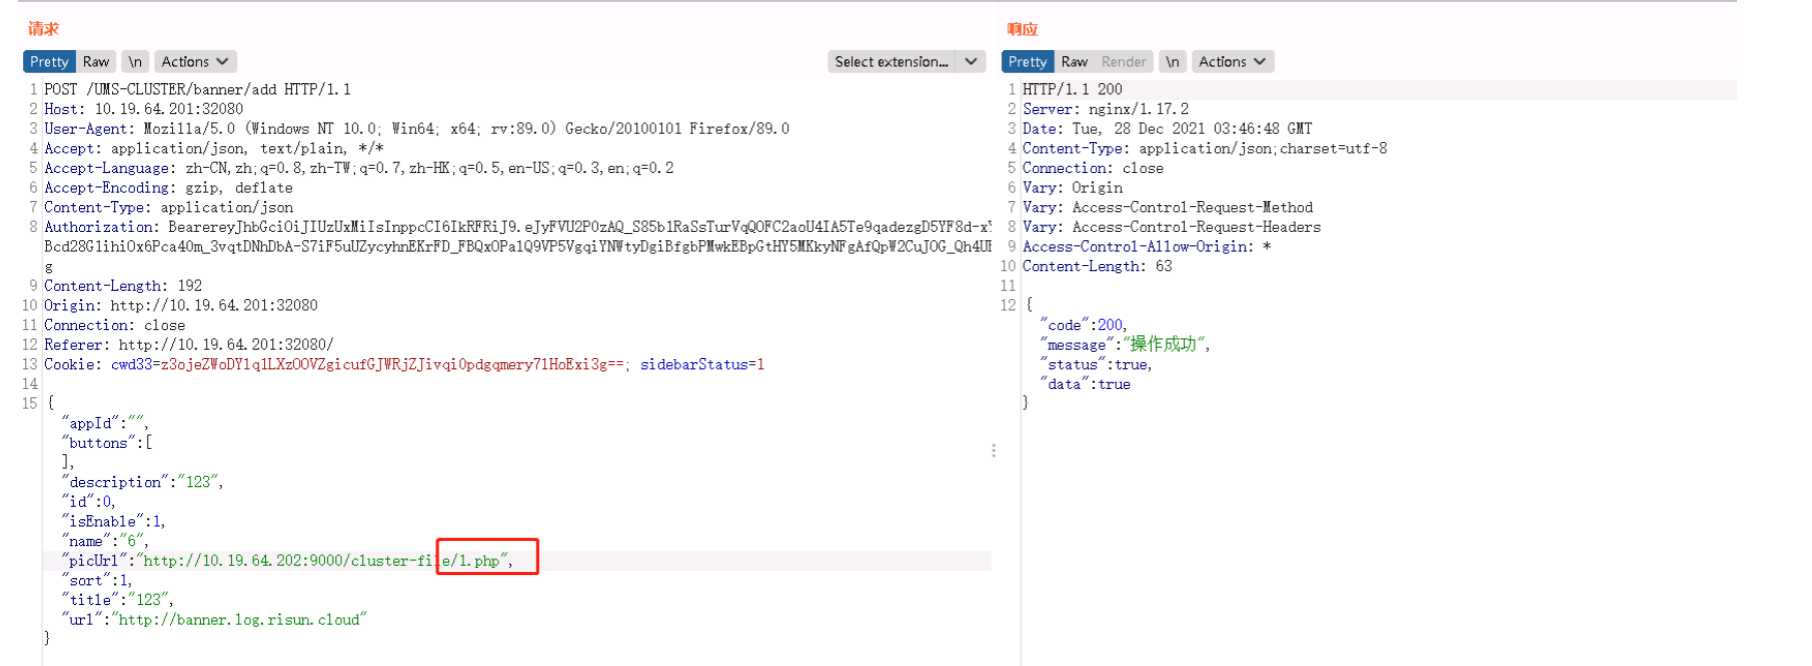 请求
Pretty Raw \n Actions Select extension...
1 POST /UMS-CLUSTER/banner/add HTTP/1.1
2 Host: 10.19.64.201:32080
3 User-Agent: Mozilla/5.0 (Windows NT 10.0; Win64; x64; rv:89.0) Gecko/20100101 Firefox/89.0
4 Accept: application/json, text/plain, */*
5 Accept-Language: zh-CN,zh;q=0.8,zh-TW;q=0.7,zh-HK;q=0.5,en-US;q=0.3,en;q=0.2
6 Accept-Encoding: gzip, deflate
7 Content-Type: application/json
8 Authorization:
g
9 Content-Length: 192
10 Origin: http://10.19.64.201:32080
11 Connection: close
12 Referer: http://10.19.64.201:32080/
13 Cookie: cwd33= sidebarStatus=1
14
15 {
"appId":"",
"buttons":[
],
"description":"123",
"id":0,
"isEnable":1,
"name":"6",
"picUrl":"http://10.19.64.202:9000/cluster-file/1.php",
"sort":1,
"title":"123",
"url":"http://banner.log.risun.cloud"
}
响应
Pretty Raw Render \n Actions
1 HTTP/1.1 200
2 Server: nginx/1.17.2
3 Date: Tue, 28 Dec 2021 03:46:48 GMT
4 Content-Type: application/json;charset=utf-8
5 Connection: close
6 Vary: Origin
7 Vary: Access-Control-Request-Method
8 Vary: Access-Control-Request-Headers
9 Access-Control-Allow-Origin: *
10 Content-Length: 63
11
12 {
"code":200,
"message":"操作成功",
"status":true,
"data":true
}